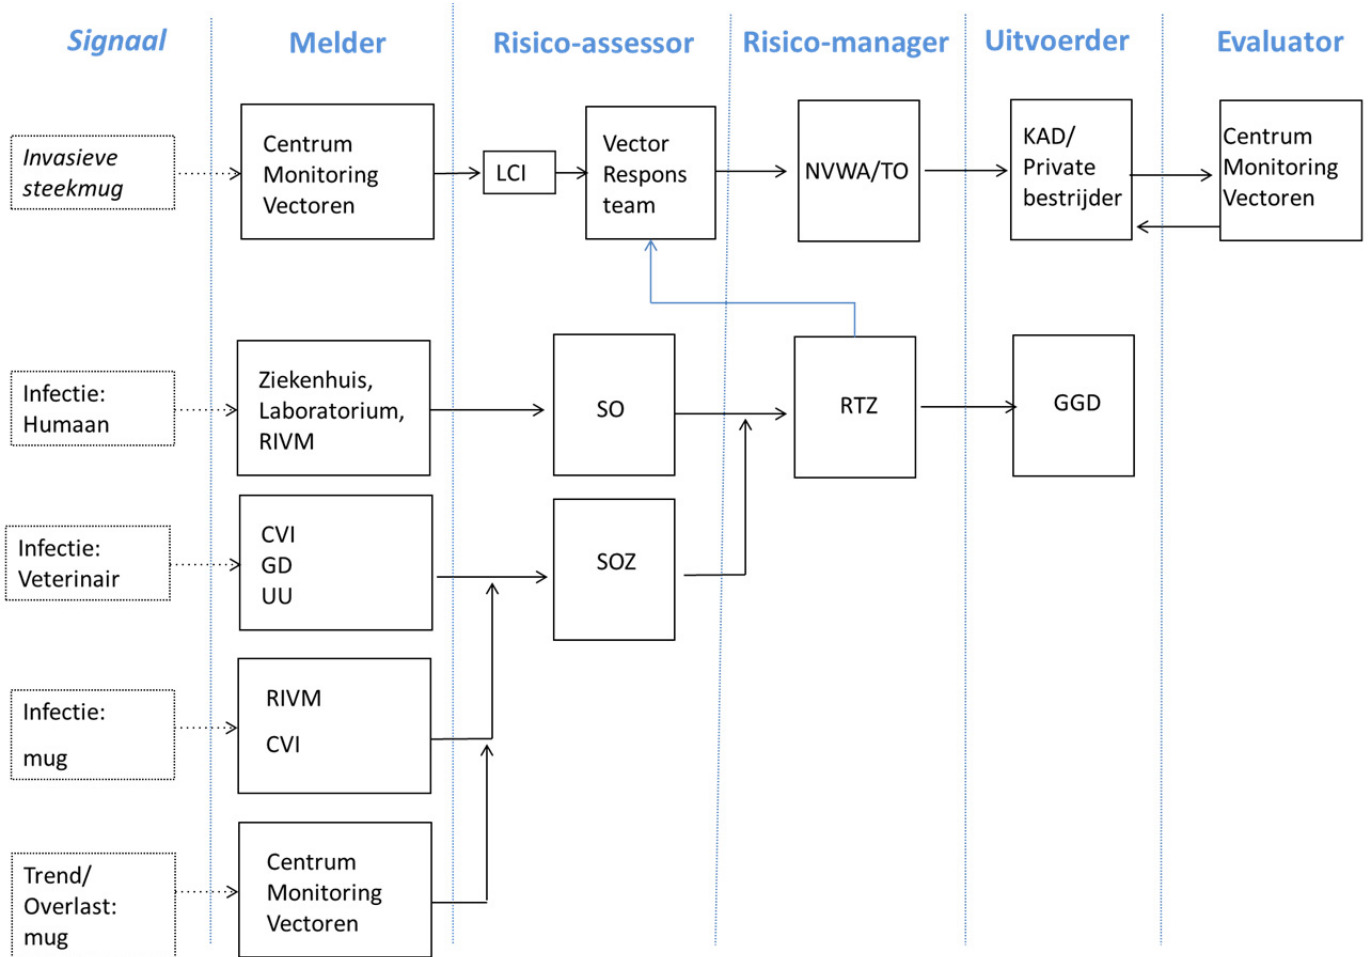 Signaal
Melder
Risico-assessor
Risico-manager
Uitvoerder
Evaluator
Invasieve
steekmug
Centrum
Monitoring
Vectoren
LCI
Vector
Respons
team
NVWA/TO
KAD/
Private
bestrijder
Centrum
Monitoring
Vectoren
Infectie:
Humaan
Ziekenhuis,
Laboratorium,
RIVM
SO
RTZ
GGD
Infectie:
Veterinair
CVI
GD
UU
SOZ
Infectie:
mug
RIVM
CVI
Trend/
Overlast:
mug
Centrum
Monitoring
Vectoren